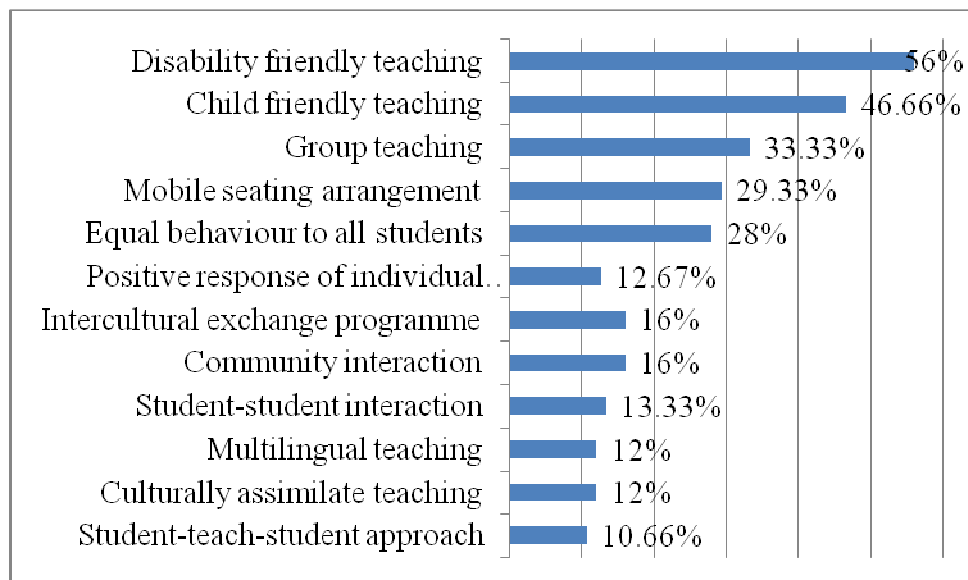 Disability friendly teaching 56%
Child friendly teaching 46.66%
Group teaching 33.33%
Mobile seating arrangement 29.33%
Equal behaviour to all students 28%
Positive response of individual.. 12.67%
Intercultural exchange programme 16%
Community interaction 16%
Student-student interaction 13.33%
Multilingual teaching 12%
Culturally assimilate teaching 12%
Student-teach-student approach 10.66%